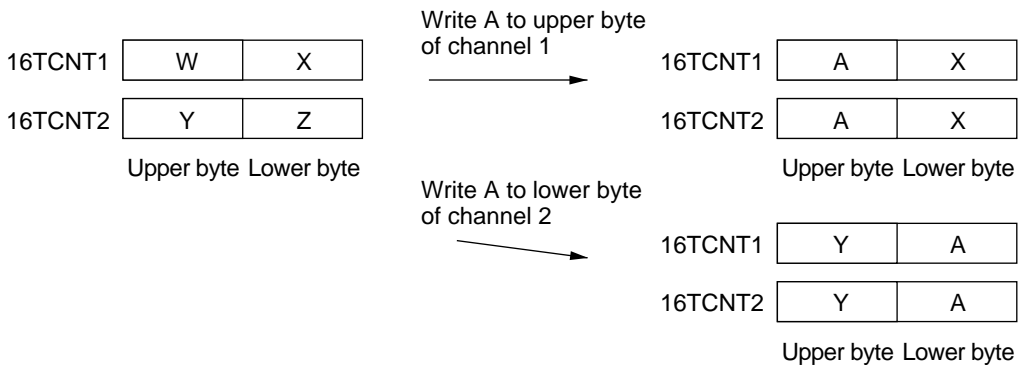 Write A to upper byte
of channel 1
16TCNT1 W X
16TCNT2 Y Z
Upper byte Lower byte
16TCNT1 A X
16TCNT2 A X
Upper byte Lower byte
Write A to lower byte
of channel 2
16TCNT1 Y A
16TCNT2 Y A
Upper byte Lower byte